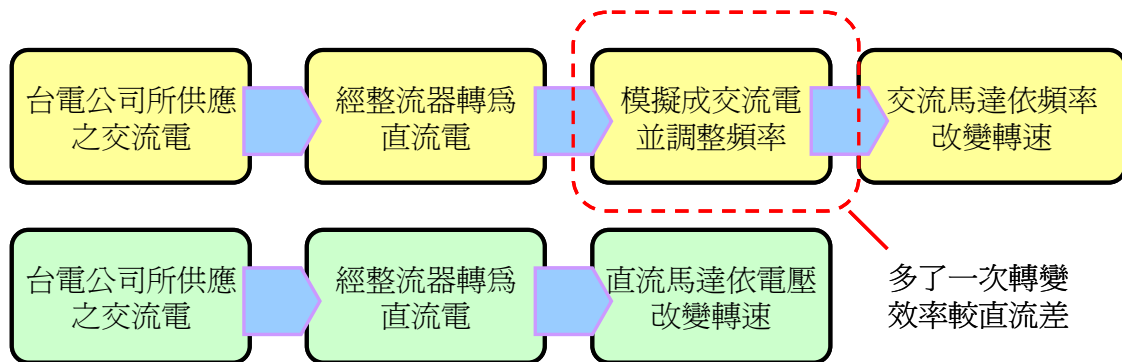 台電公司所供應
之交流電
經整流器轉為
直流電
模擬成交流電
並調整頻率
交流馬達依頻率
改變轉速
台電公司所供應
之交流電
經整流器轉為
直流電
直流馬達依電壓
改變轉速
多了一次轉變
效率較直流差